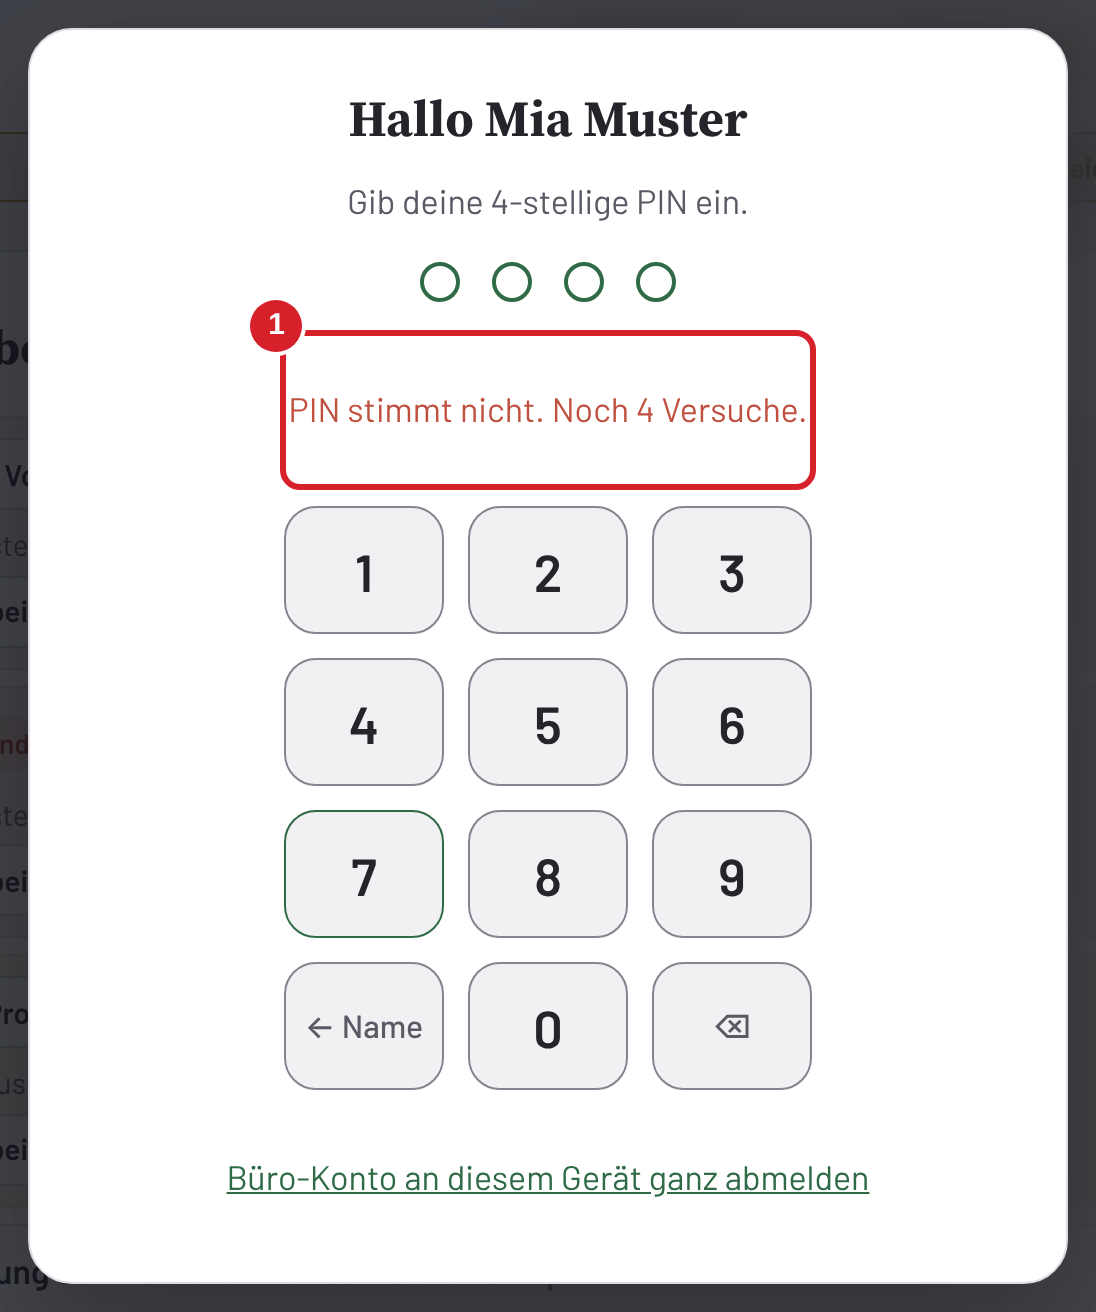 Hallo Mia Muster
Gib deine 4-stellige PIN ein.
1
PIN stimmt nicht. Noch 4 Versuche.
1 2 3
4 5 6
7 8 9
← Name 0 ⌫
Büro-Konto an diesem Gerät ganz abmelden